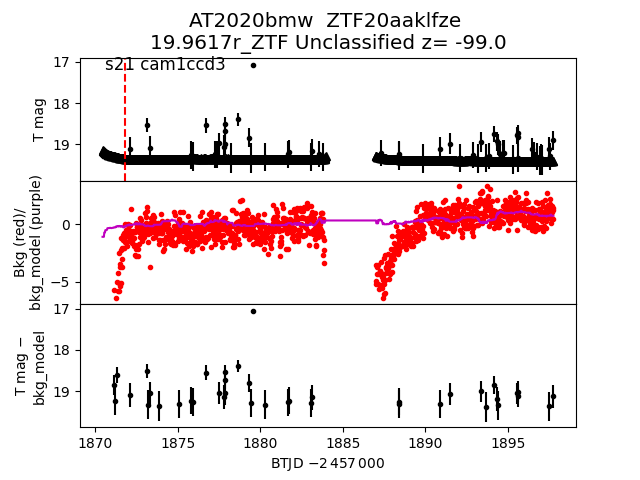 AT2020bmw  ZTF20aaklfze
19.9617r_ZTF Unclassified z= -99.0
s21 cam1ccd3
17
18
19
T mag
0
−5
Bkg (red)/
bkg_model (purple)
17
18
19
T mag −
bkg_model
1870 1875 1880 1885 1890 1895
BTJD −2 457 000